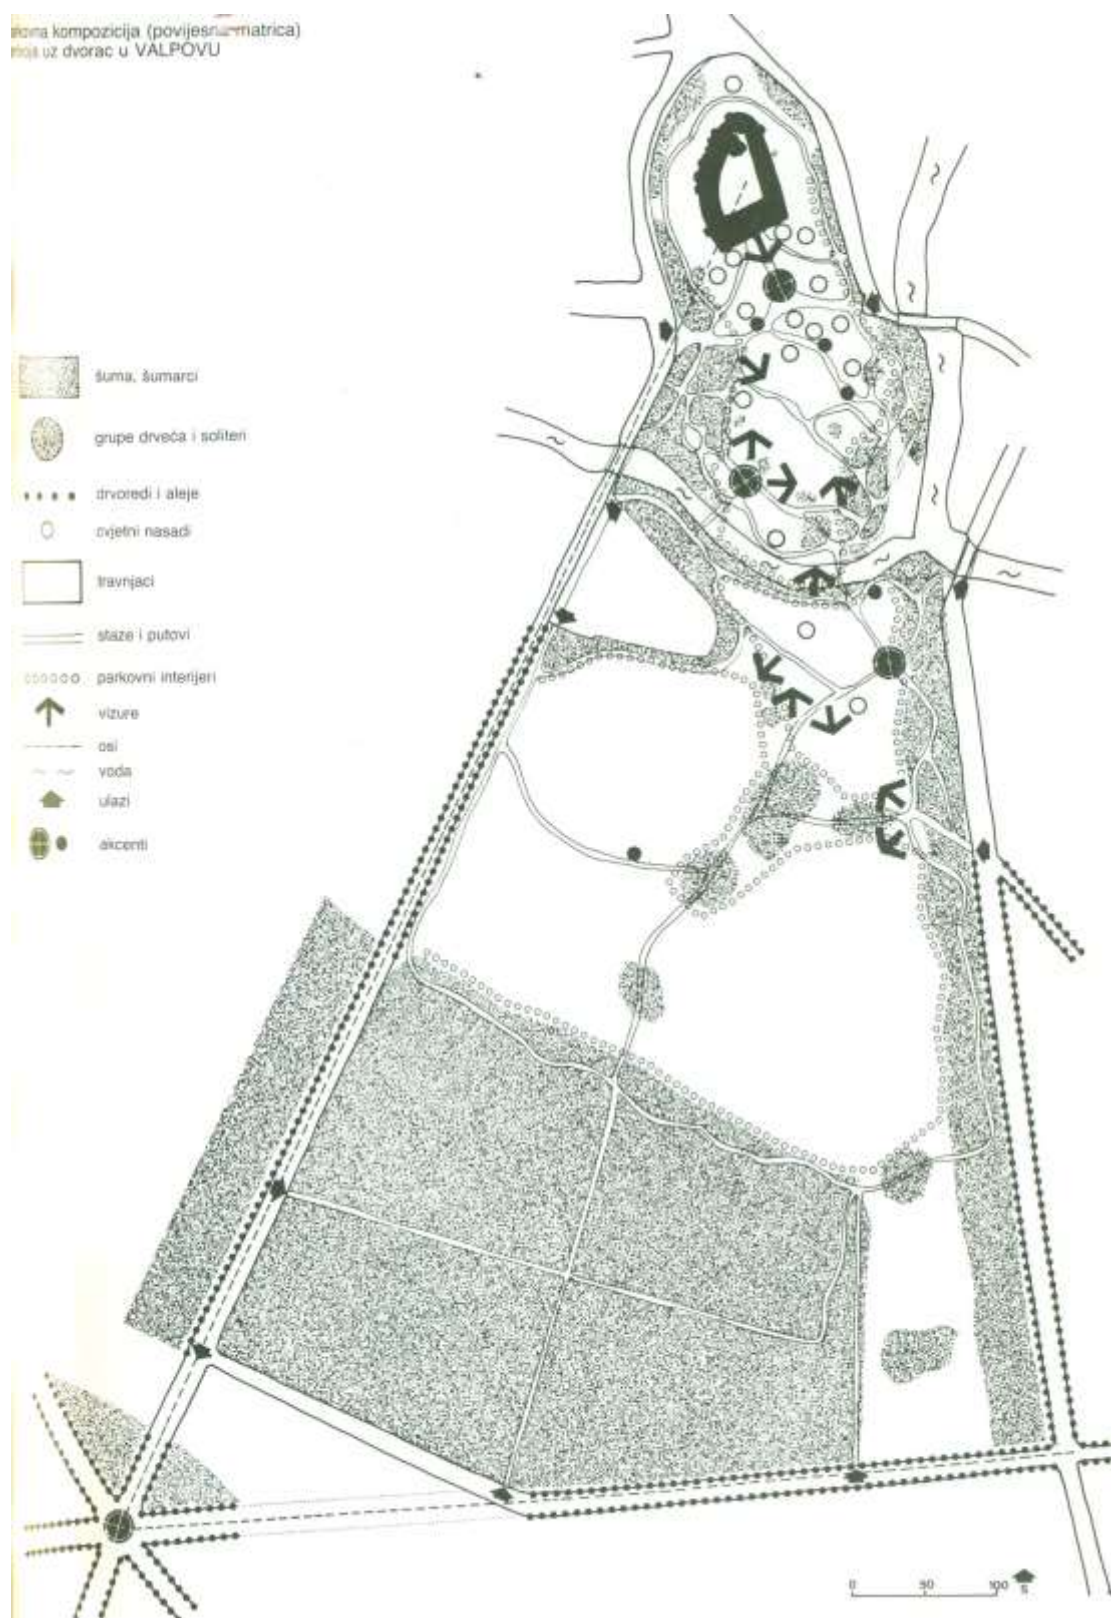 kompozicija (povijesna matrica)
uz dvorac u VALPOVU
šuma, šumarci
grupe drveća i soliteri
drvoredi i aleje
cvjetni nasadi
travnjaci
staze i putovi
parkovni interijeri
vizure
osi
voda
ulazi
akcenti
0 50 100 S